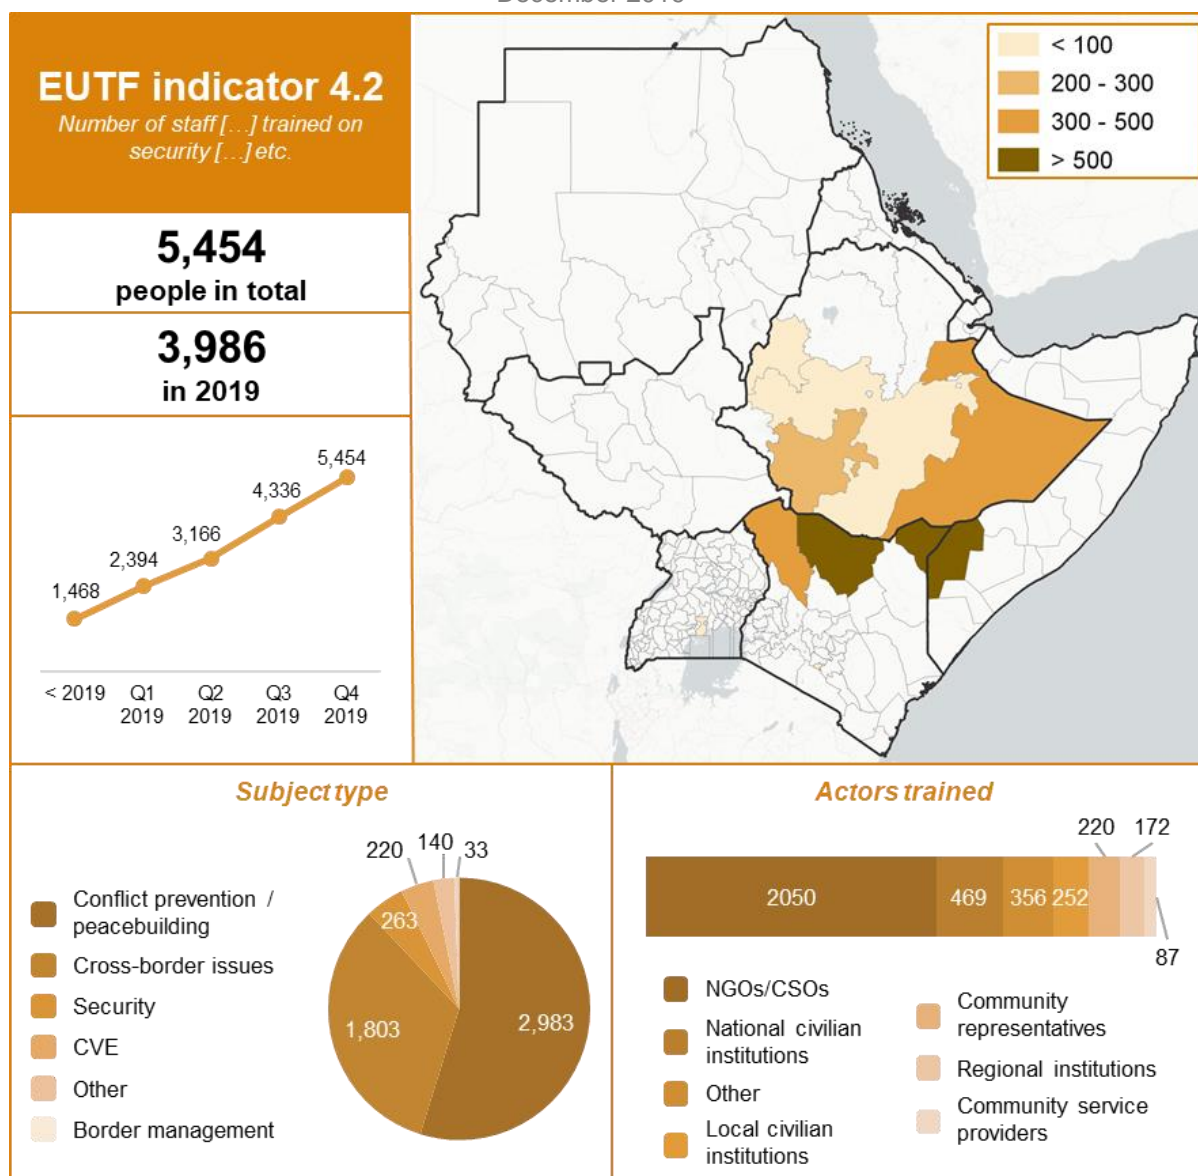 EUTF indicator 4.2
Number of staff [...] trained on
security [...] etc.
5,454
people in total
3,986
in 2019
1,468
2,394
3,166
4,336
5,454
< 2019
Q1
2019
Q2
2019
Q3
2019
Q4
2019
< 100
200 - 300
300 - 500
> 500
Subject type
Conflict prevention /
peacebuilding
Cross-border issues
Security
CVE
Other
Border management
220
140
33
263
1,803
2,983
Actors trained
220
172
2050
469
356
252
87
NGOs/CSOs
National civilian
institutions
Other
Local civilian
institutions
Community
representatives
Regional institutions
Community service
providers